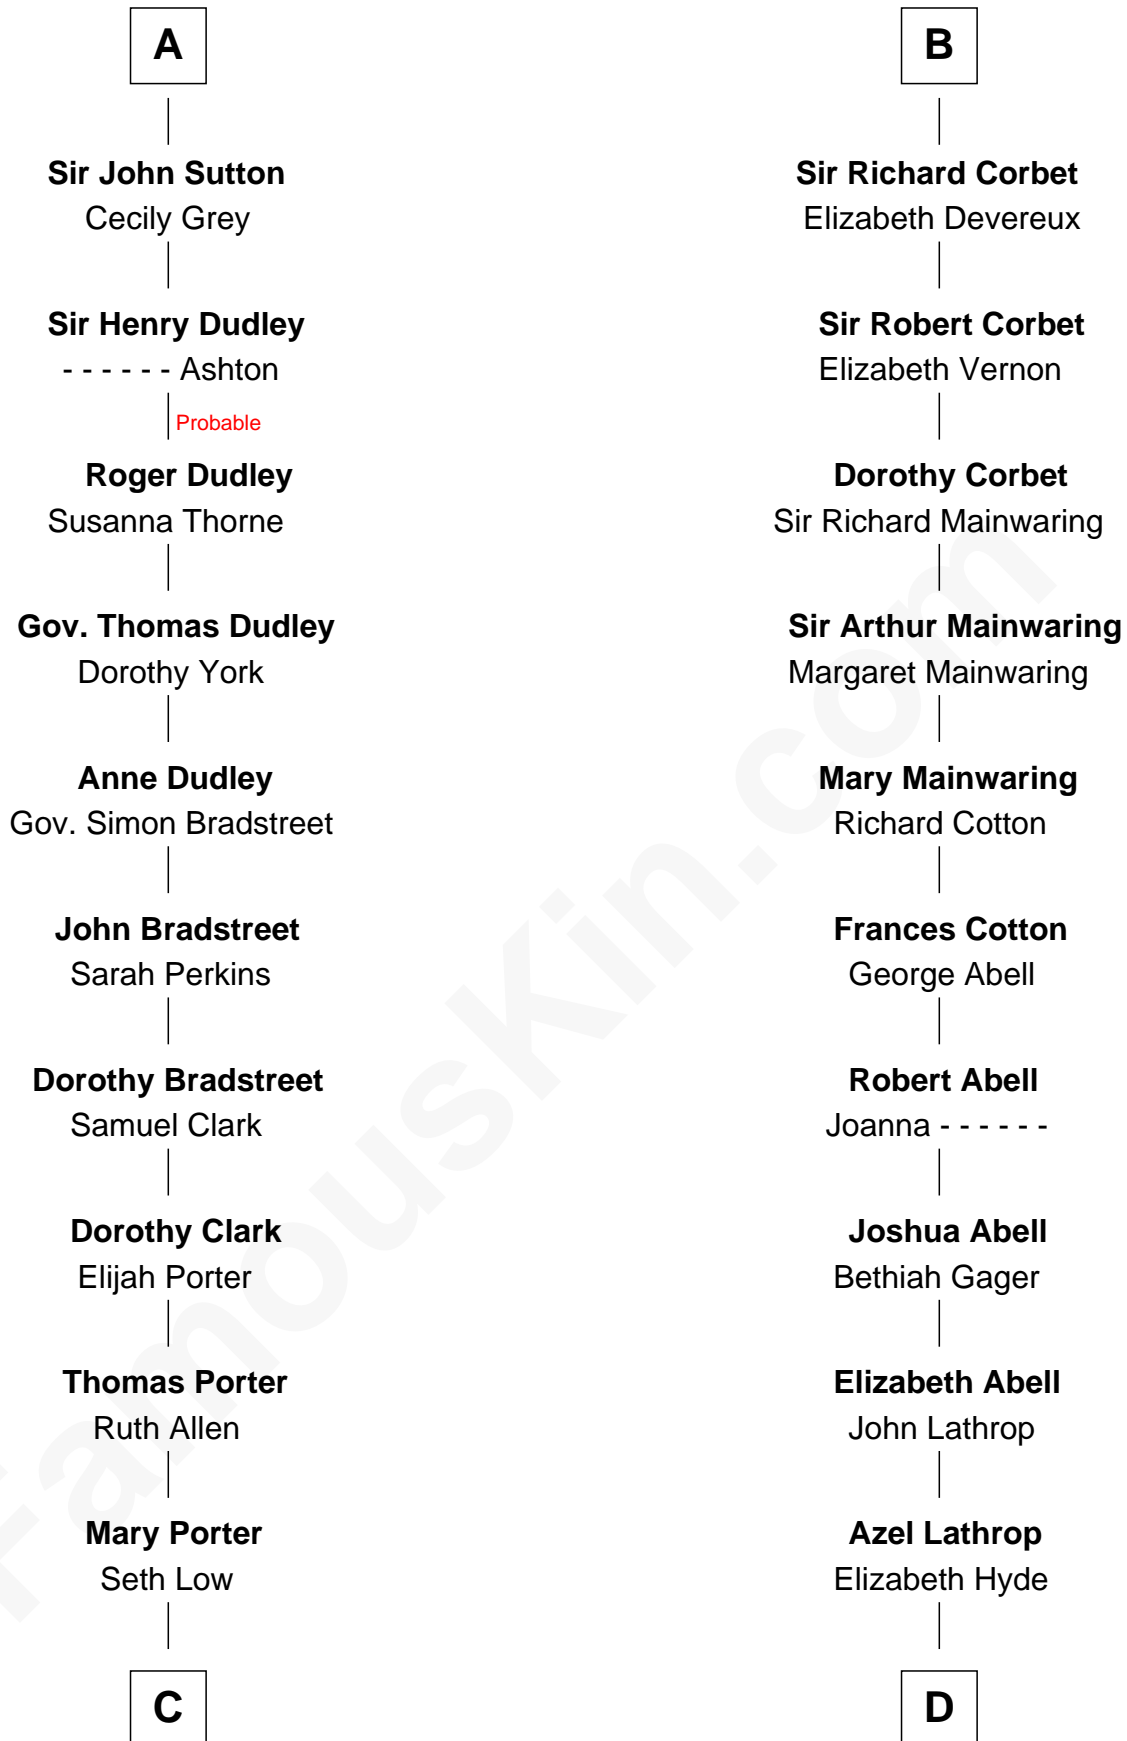 A
Sir John Sutton
Cecily Grey
Sir Henry Dudley
- - - - - - Ashton
Probable
Roger Dudley
Susanna Thorne
Gov. Thomas Dudley
Dorothy York
Anne Dudley
Gov. Simon Bradstreet
John Bradstreet
Sarah Perkins
Dorothy Bradstreet
Samuel Clark
Dorothy Clark
Elijah Porter
Thomas Porter
Ruth Allen
Mary Porter
Seth Low
C
B
Sir Richard Corbet
Elizabeth Devereux
Sir Robert Corbet
Elizabeth Vernon
Dorothy Corbet
Sir Richard Mainwaring
Sir Arthur Mainwaring
Margaret Mainwaring
Mary Mainwaring
Richard Cotton
Frances Cotton
George Abell
Robert Abell
Joanna - - - - - -
Joshua Abell
Bethiah Gager
Elizabeth Abell
John Lathrop
Azel Lathrop
Elizabeth Hyde
D
FamousKin.com